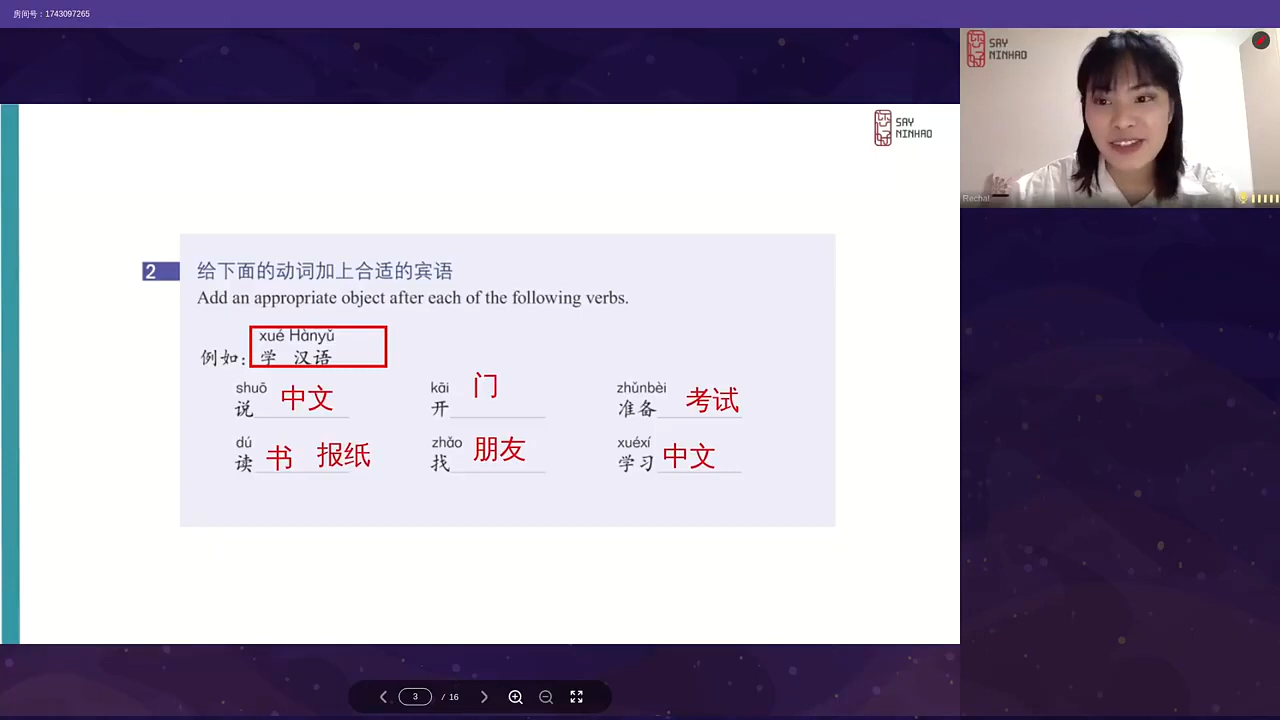 房间号：1743097265
SAY
NINHAO
SAY
NINHAO
Rechal
2 给下面的动词加上合适的宾语
Add an appropriate object after each of the following verbs.
xué Hànyǔ
例如： 学 汉语
shuō kāi zhǔnbèi
说 中文 开 门 准备 考试
dú zhǎo xuéxí
读 书 报纸 找 朋友 学习 中文
3 / 16